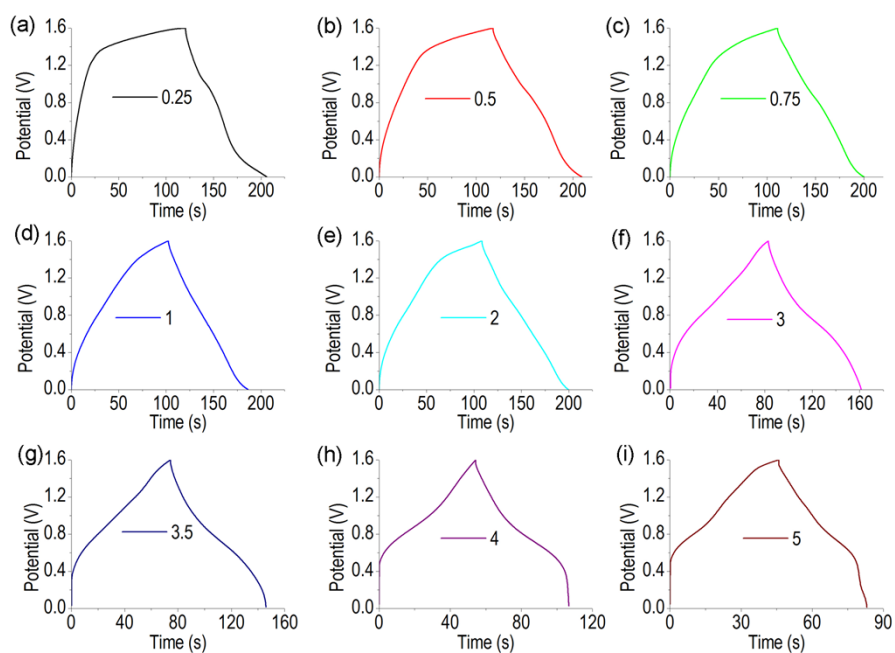 (a)
1.6
1.2
0.8
0.4
0.0
Potential (V)
0.25
0 50 100 150 200
Time (s)
(b)
1.6
1.2
0.8
0.4
0.0
Potential (V)
0.5
0 50 100 150 200
Time (s)
(c)
1.6
1.2
0.8
0.4
0.0
Potential (V)
0.75
0 50 100 150 200
Time (s)
(d)
1.6
1.2
0.8
0.4
0.0
Potential (V)
1
0 50 100 150 200
Time (s)
(e)
1.6
1.2
0.8
0.4
0.0
Potential (V)
2
0 50 100 150 200
Time (s)
(f)
1.6
1.2
0.8
0.4
0.0
Potential (V)
3
0 40 80 120 160
Time (s)
(g)
1.6
1.2
0.8
0.4
0.0
Potential (V)
3.5
0 40 80 120 160
Time (s)
(h)
1.6
1.2
0.8
0.4
0.0
Potential (V)
4
0 40 80 120
Time (s)
(i)
1.6
1.2
0.8
0.4
0.0
Potential (V)
5
0 30 60 90
Time (s)